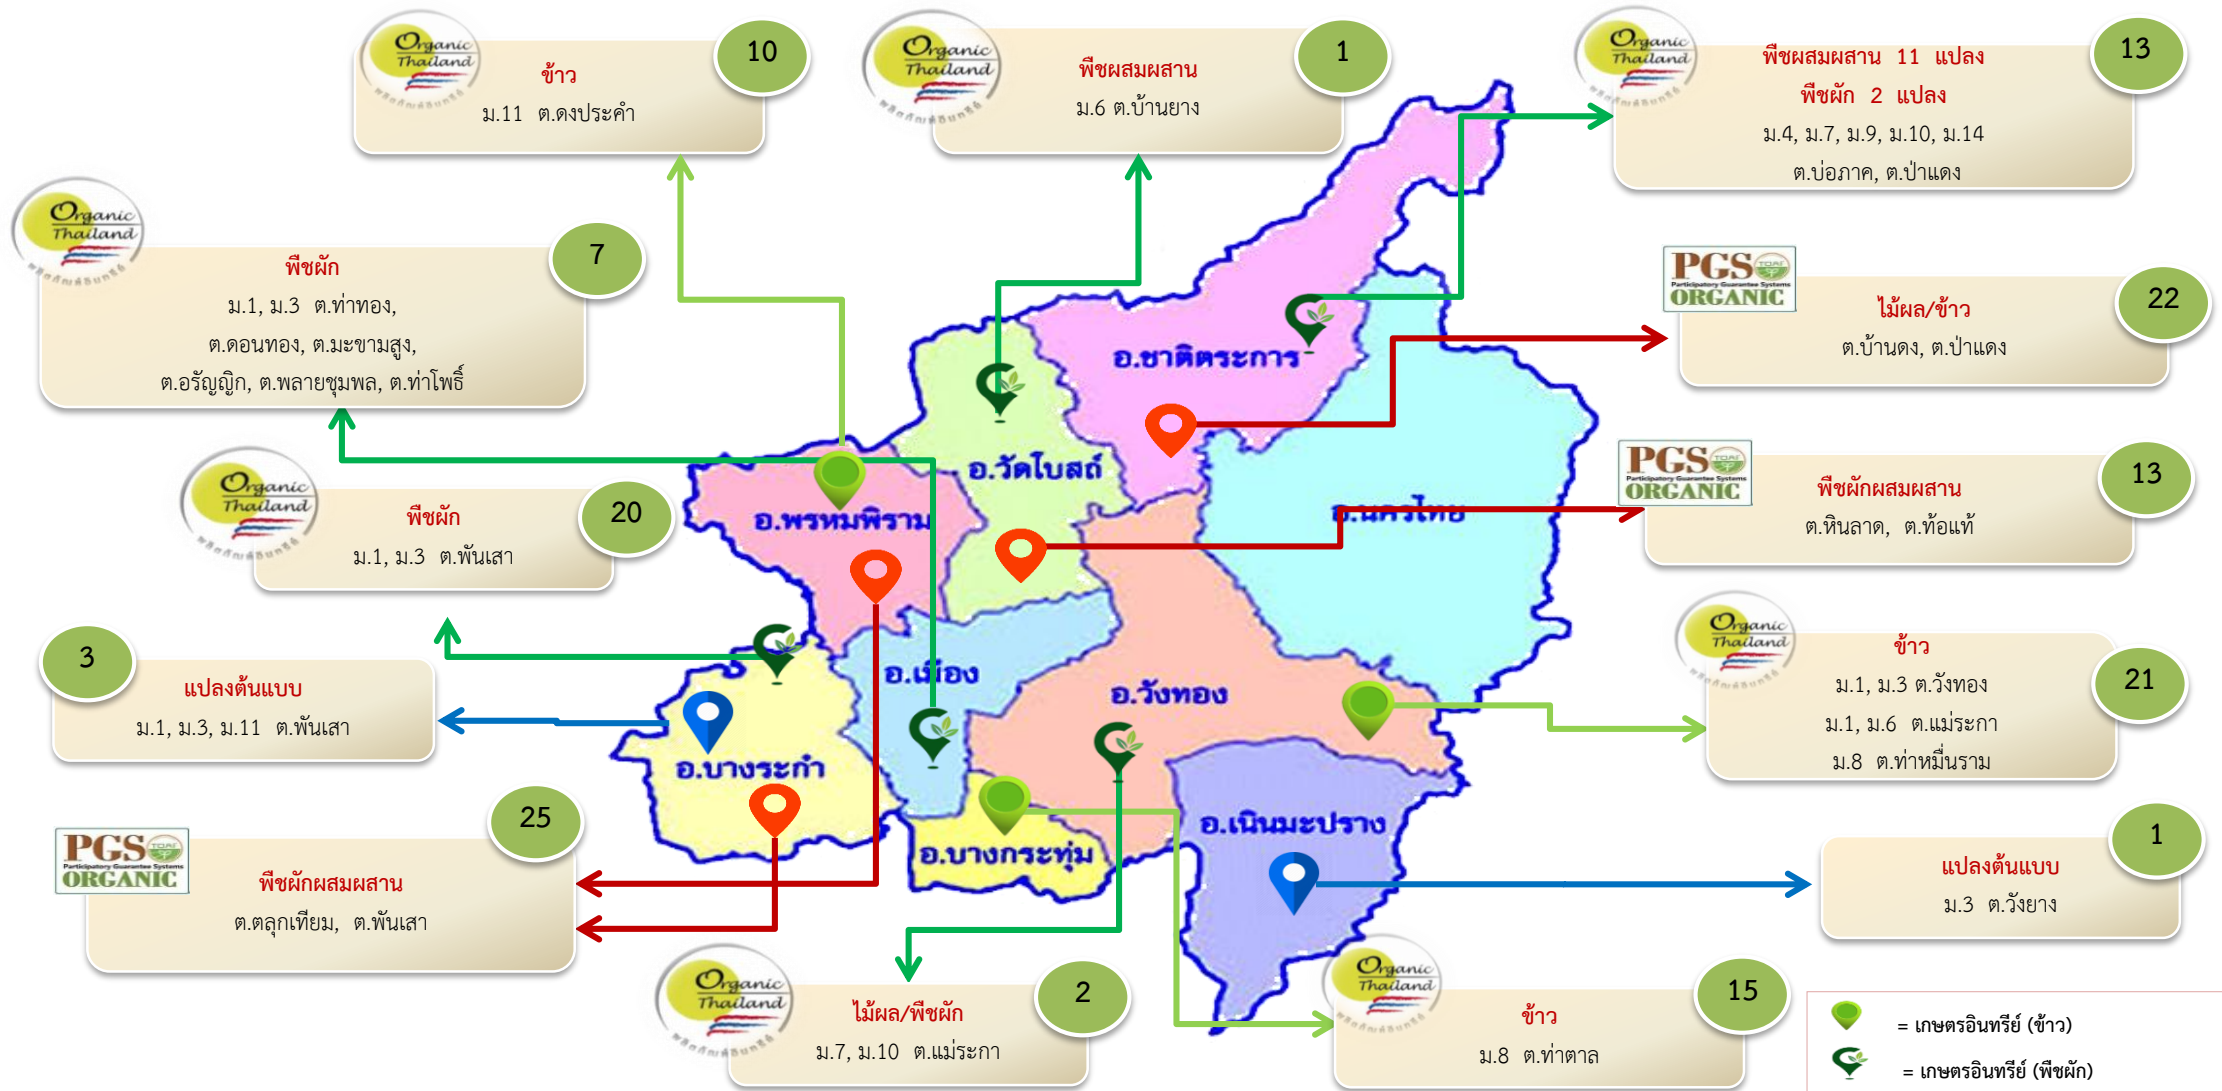 Organic
Thailand
ข้าว
ม.11 ต.ดงประคำ
10
Organic
Thailand
พืชผสมผสาน
ม.6 ต.บ้านยาง
1
Organic
Thailand
พืชผสมผสาน 11 แปลง
พืชผัก 2 แปลง
ม.4, ม.7, ม.9, ม.10, ม.14
ต.บ่อภาค, ต.ป่าแดง
13
Organic
Thailand
พืชผัก
ม.1, ม.3 ต.ท่าทอง,
ต.ดอนทอง, ต.มะขามสูง,
ต.อรัญญิก, ต.พลายชุมพล, ต.ท่าโพธิ์
7
PGS TOAF
Participatory Guarantee Systems
ORGANIC
ไม้ผล/ข้าว
ต.บ้านดง, ต.ป่าแดง
22
Organic
Thailand
พืชผัก
ม.1, ม.3 ต.พันเสา
20
PGS TOAF
Participatory Guarantee Systems
ORGANIC
พืชผักผสมผสาน
ต.หินลาด, ต.ท้อแท้
13
3
แปลงต้นแบบ
ม.1, ม.3, ม.11 ต.พันเสา
Organic
Thailand
ข้าว
ม.1, ม.3 ต.วังทอง
ม.1, ม.6 ต.แม่ระกา
ม.8 ต.ท่าหมื่นราม
21
PGS TOAF
Participatory Guarantee Systems
ORGANIC
พืชผักผสมผสาน
ต.ตลุกเทียม, ต.พันเสา
25
แปลงต้นแบบ
ม.3 ต.วังยาง
1
Organic
Thailand
ไม้ผล/พืชผัก
ม.7, ม.10 ต.แม่ระกา
2
Organic
Thailand
ข้าว
ม.8 ต.ท่าตาล
15
อ.ชาติตระการ
อ.วัดโบสถ์
อ.พรหมพิราม
อ.นครไทย
อ.เมือง
อ.วังทอง
อ.บางระกำ
อ.เนินมะปราง
อ.บางกระทุ่ม
= เกษตรอินทรีย์ (ข้าว)
= เกษตรอินทรีย์ (พืชผัก)